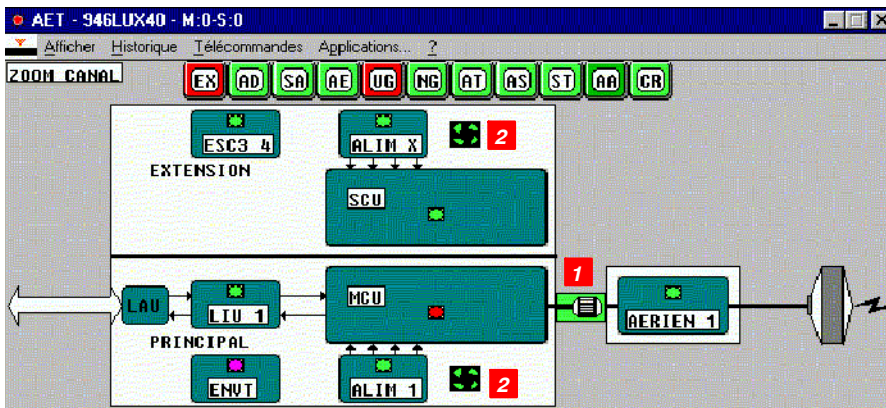 AET - 946LUX40 - M:0-S:0
Afficher Historique Télécommandes Applications... ?
ZOOM CANAL
EX AD SA AE UG NG AT AS ST AA CR
ESC3 4 ALIM X 2
EXTENSION
SCU
1
LAU LIU 1 MCU AERIEN 1
PRINCIPAL
ENVT ALIM 1 2